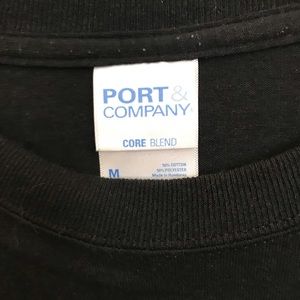 PORT & COMPANY
CORE BLEND
M
50% COTTON
50% POLYESTER
Made in Honduras